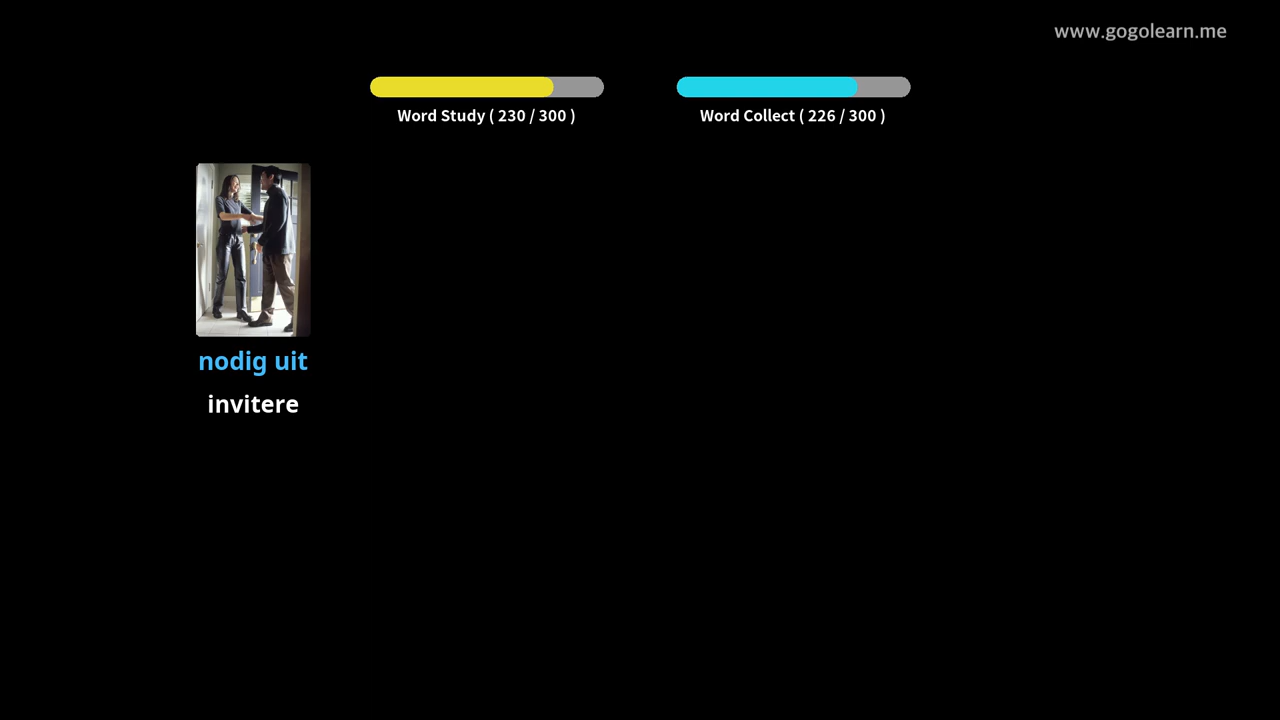 www.gogolearn.me
Word Study ( 230 / 300 )
Word Collect ( 226 / 300 )
nodig uit
invitere